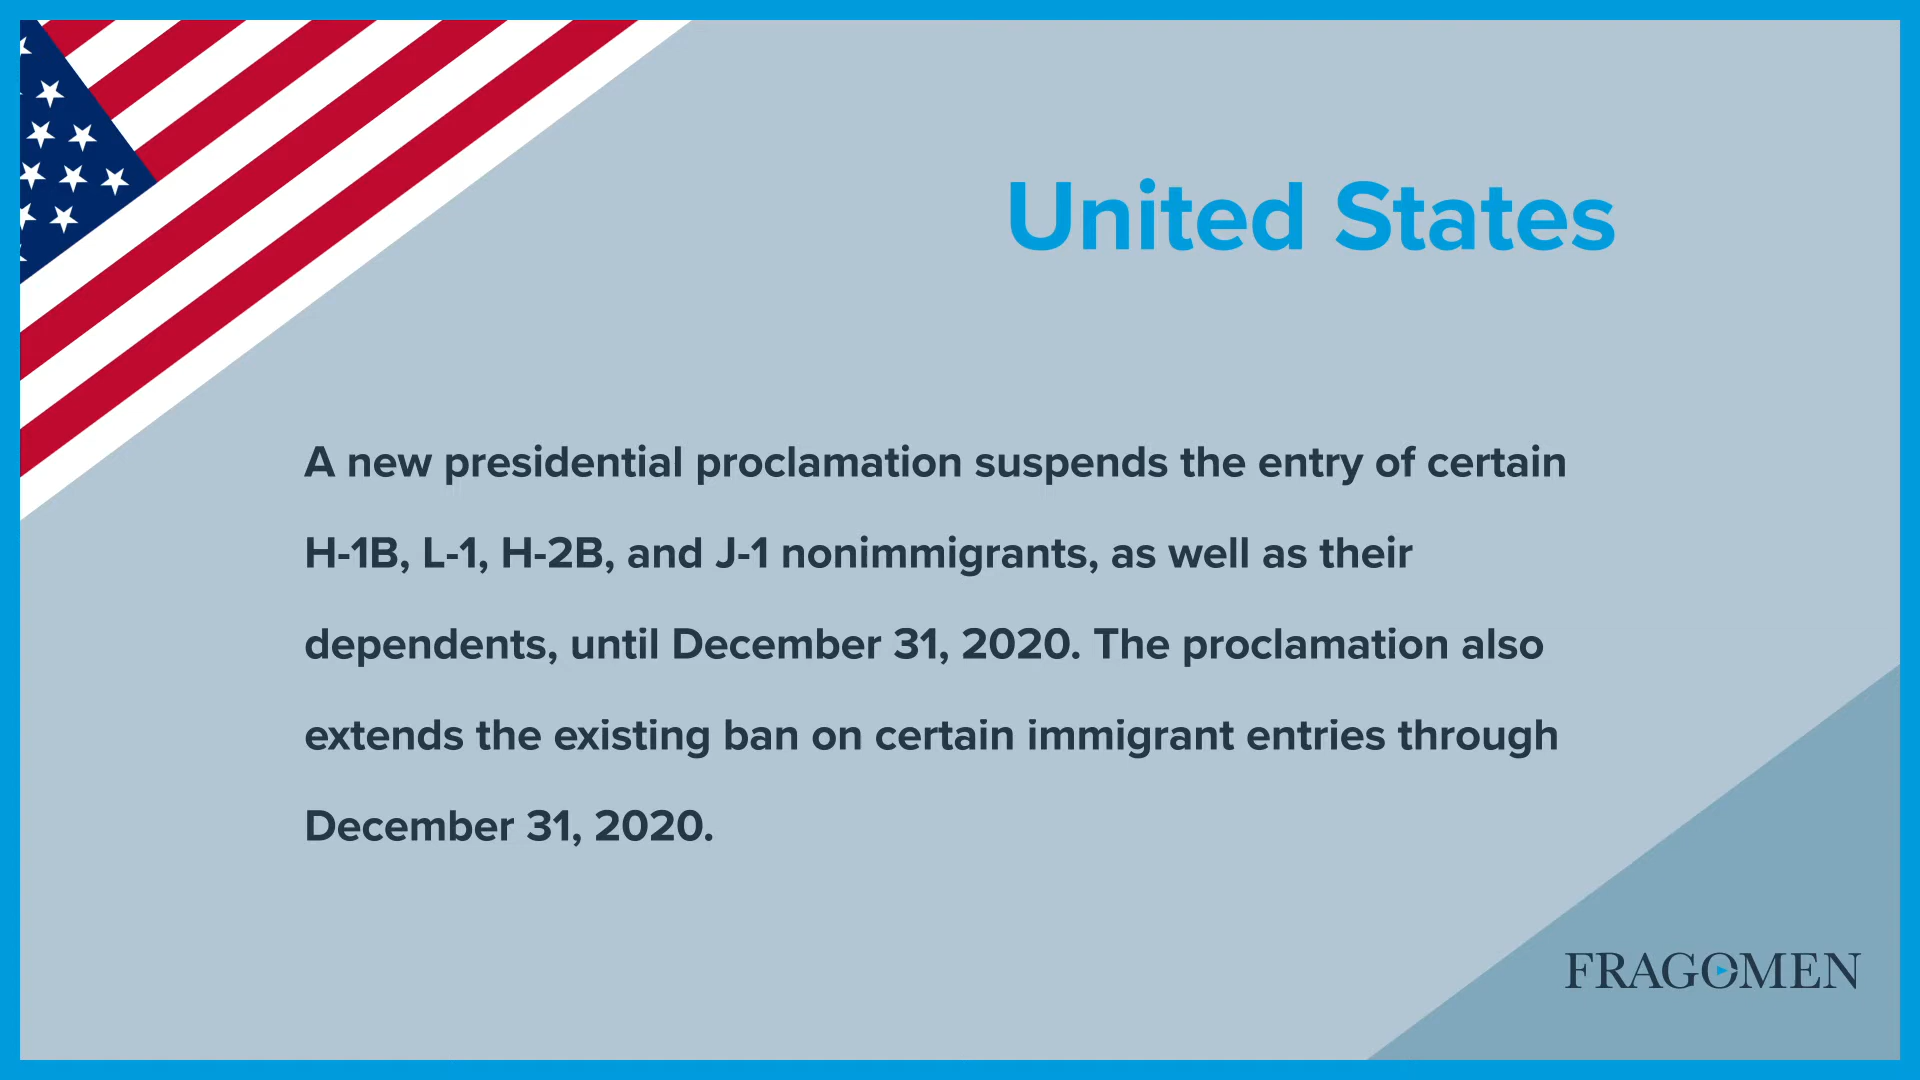 United States
A new presidential proclamation suspends the entry of certain
H-1B, L-1, H-2B, and J-1 nonimmigrants, as well as their
dependents, until December 31, 2020. The proclamation also
extends the existing ban on certain immigrant entries through
December 31, 2020.
FRAGOMEN